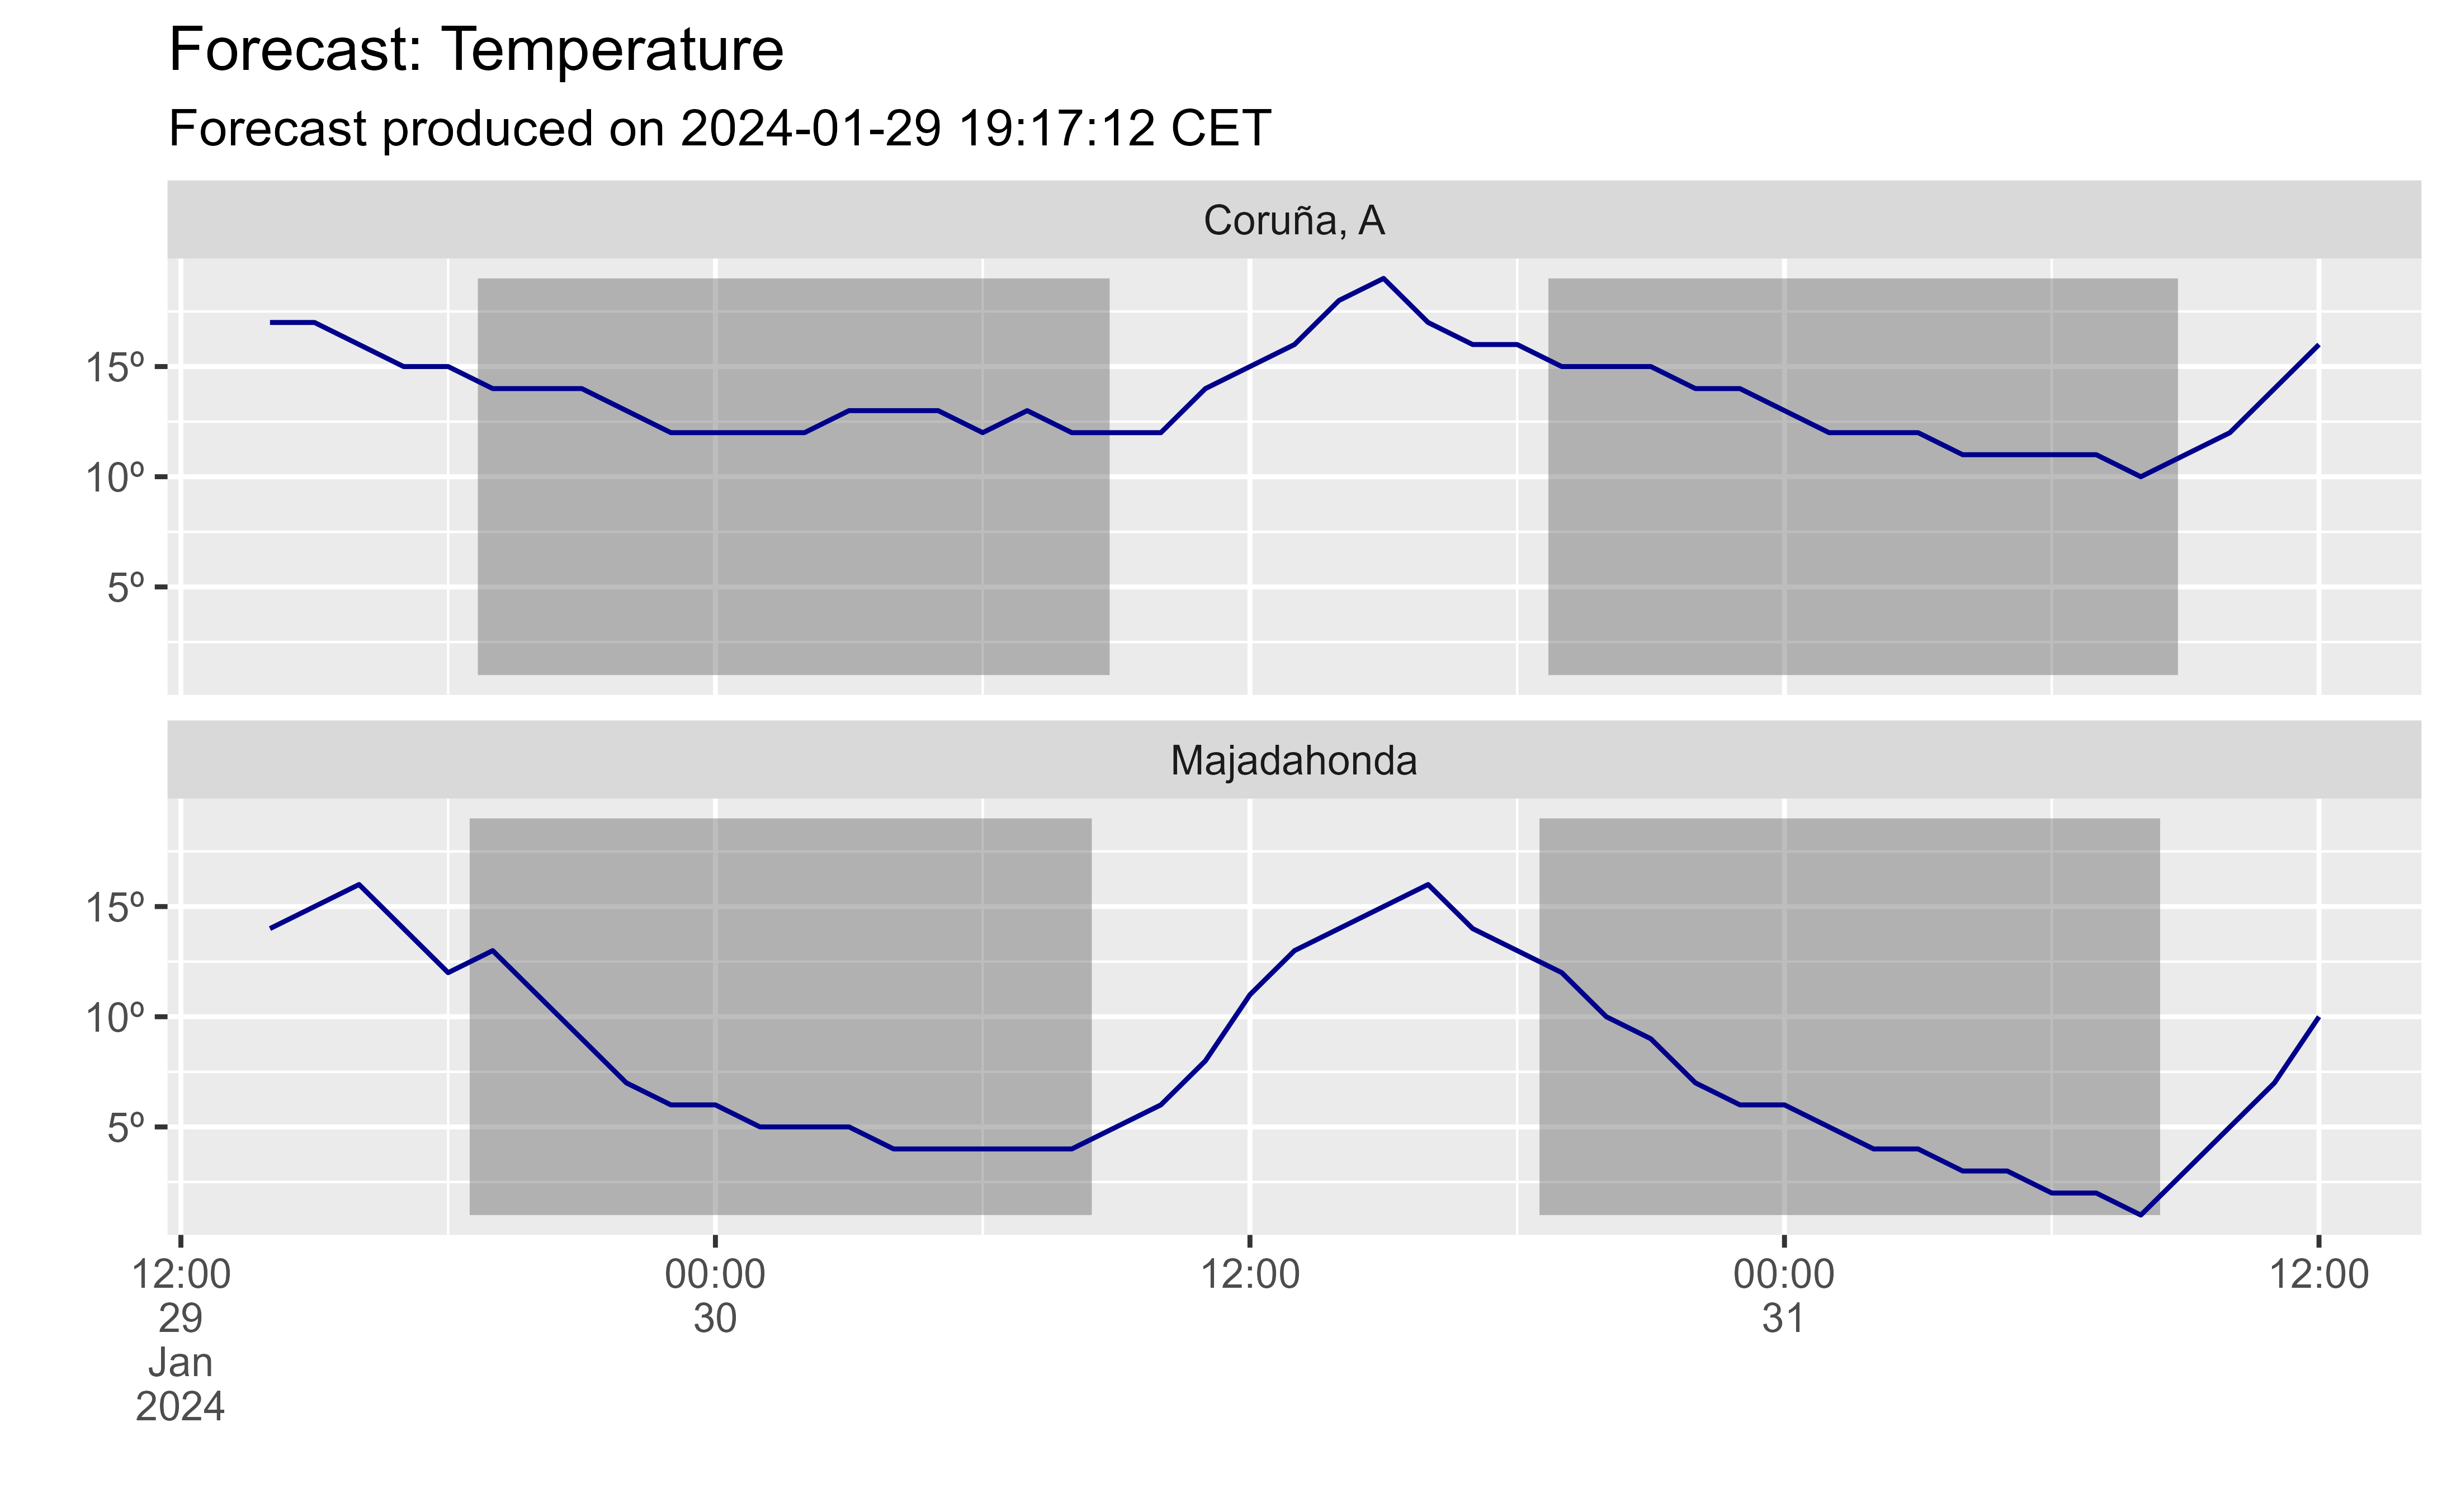 Forecast: Temperature
Forecast produced on 2024-01-29 19:17:12 CET
Coruña, A
15º
10º
5º
Majadahonda
15º
10º
5º
12:00 00:00 12:00 00:00 12:00
29 30 31
Jan
2024